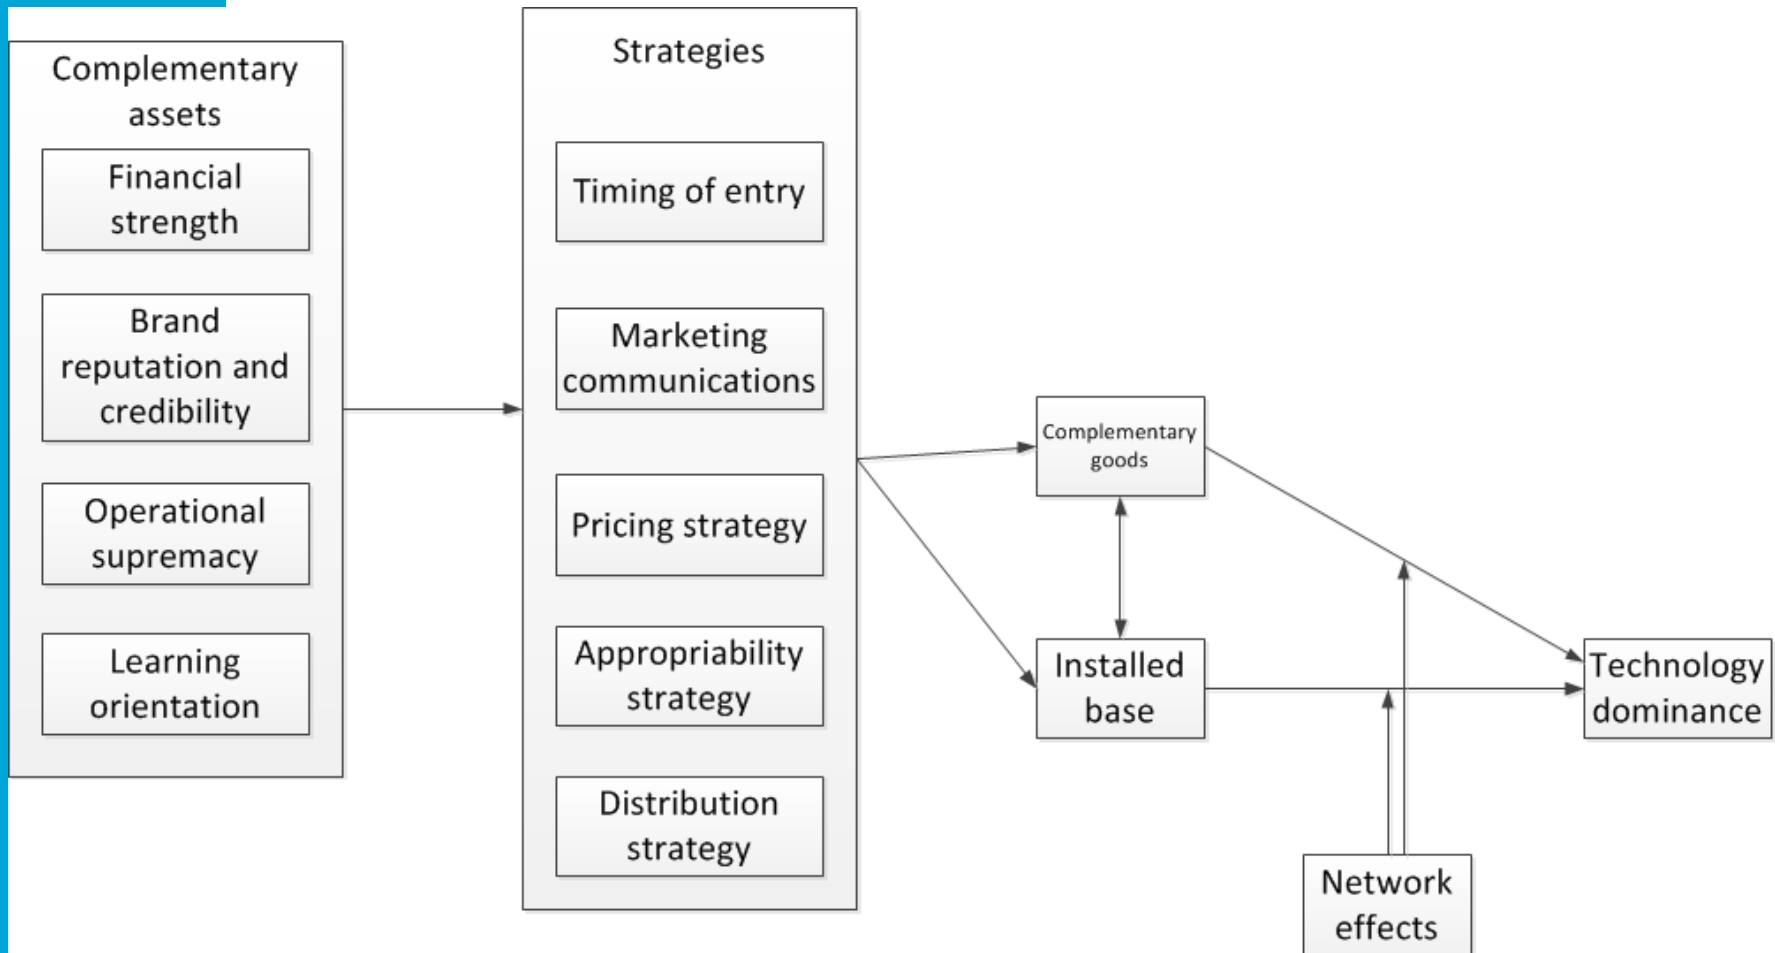 Complementary
assets
Financial
strength
Brand
reputation and
credibility
Operational
supremacy
Learning
orientation
Strategies
Timing of entry
Marketing
communications
Pricing strategy
Appropriability
strategy
Distribution
strategy
Complementary
goods
Installed
base
Technology
dominance
Network
effects